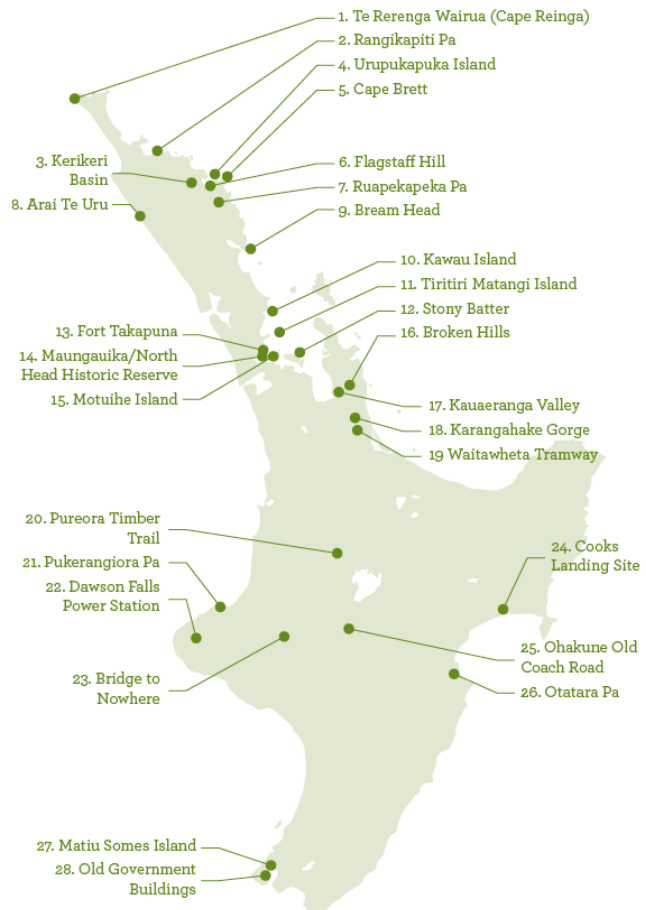 1. Te Rerenga Wairua (Cape Reinga)
2. Rangikapiti Pa
4. Urupukapuka Island
5. Cape Brett
3. Kerikeri
Basin
6. Flagstaff Hill
7. Ruapekapeka Pa
8. Arai Te Uru
9. Bream Head
10. Kawau Island
11. Tiritiri Matangi Island
12. Stony Batter
13. Fort Takapuna
16. Broken Hills
14. Maungauika/North
Head Historic Reserve
15. Motuihe Island
17. Kauaeranga Valley
18. Karangahake Gorge
19 Waitawheta Tramway
20. Pureora Timber
Trail
21. Pukerangiora Pa
22. Dawson Falls
Power Station
24. Cooks
Landing Site
23. Bridge to
Nowhere
25. Ohakune Old
Coach Road
26. Otatara Pa
27. Matiu Somes Island
28. Old Government
Buildings